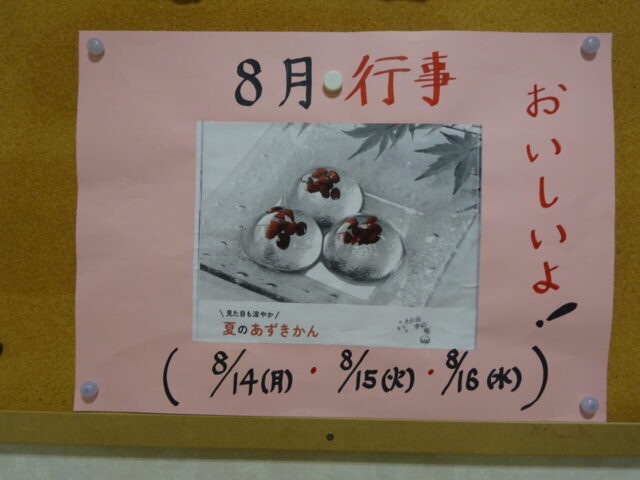 8月行事
おいしいよ!
\見た目も涼やか/
夏のあずきかん
(8/14(月)・8/15(火)・8/16(水))